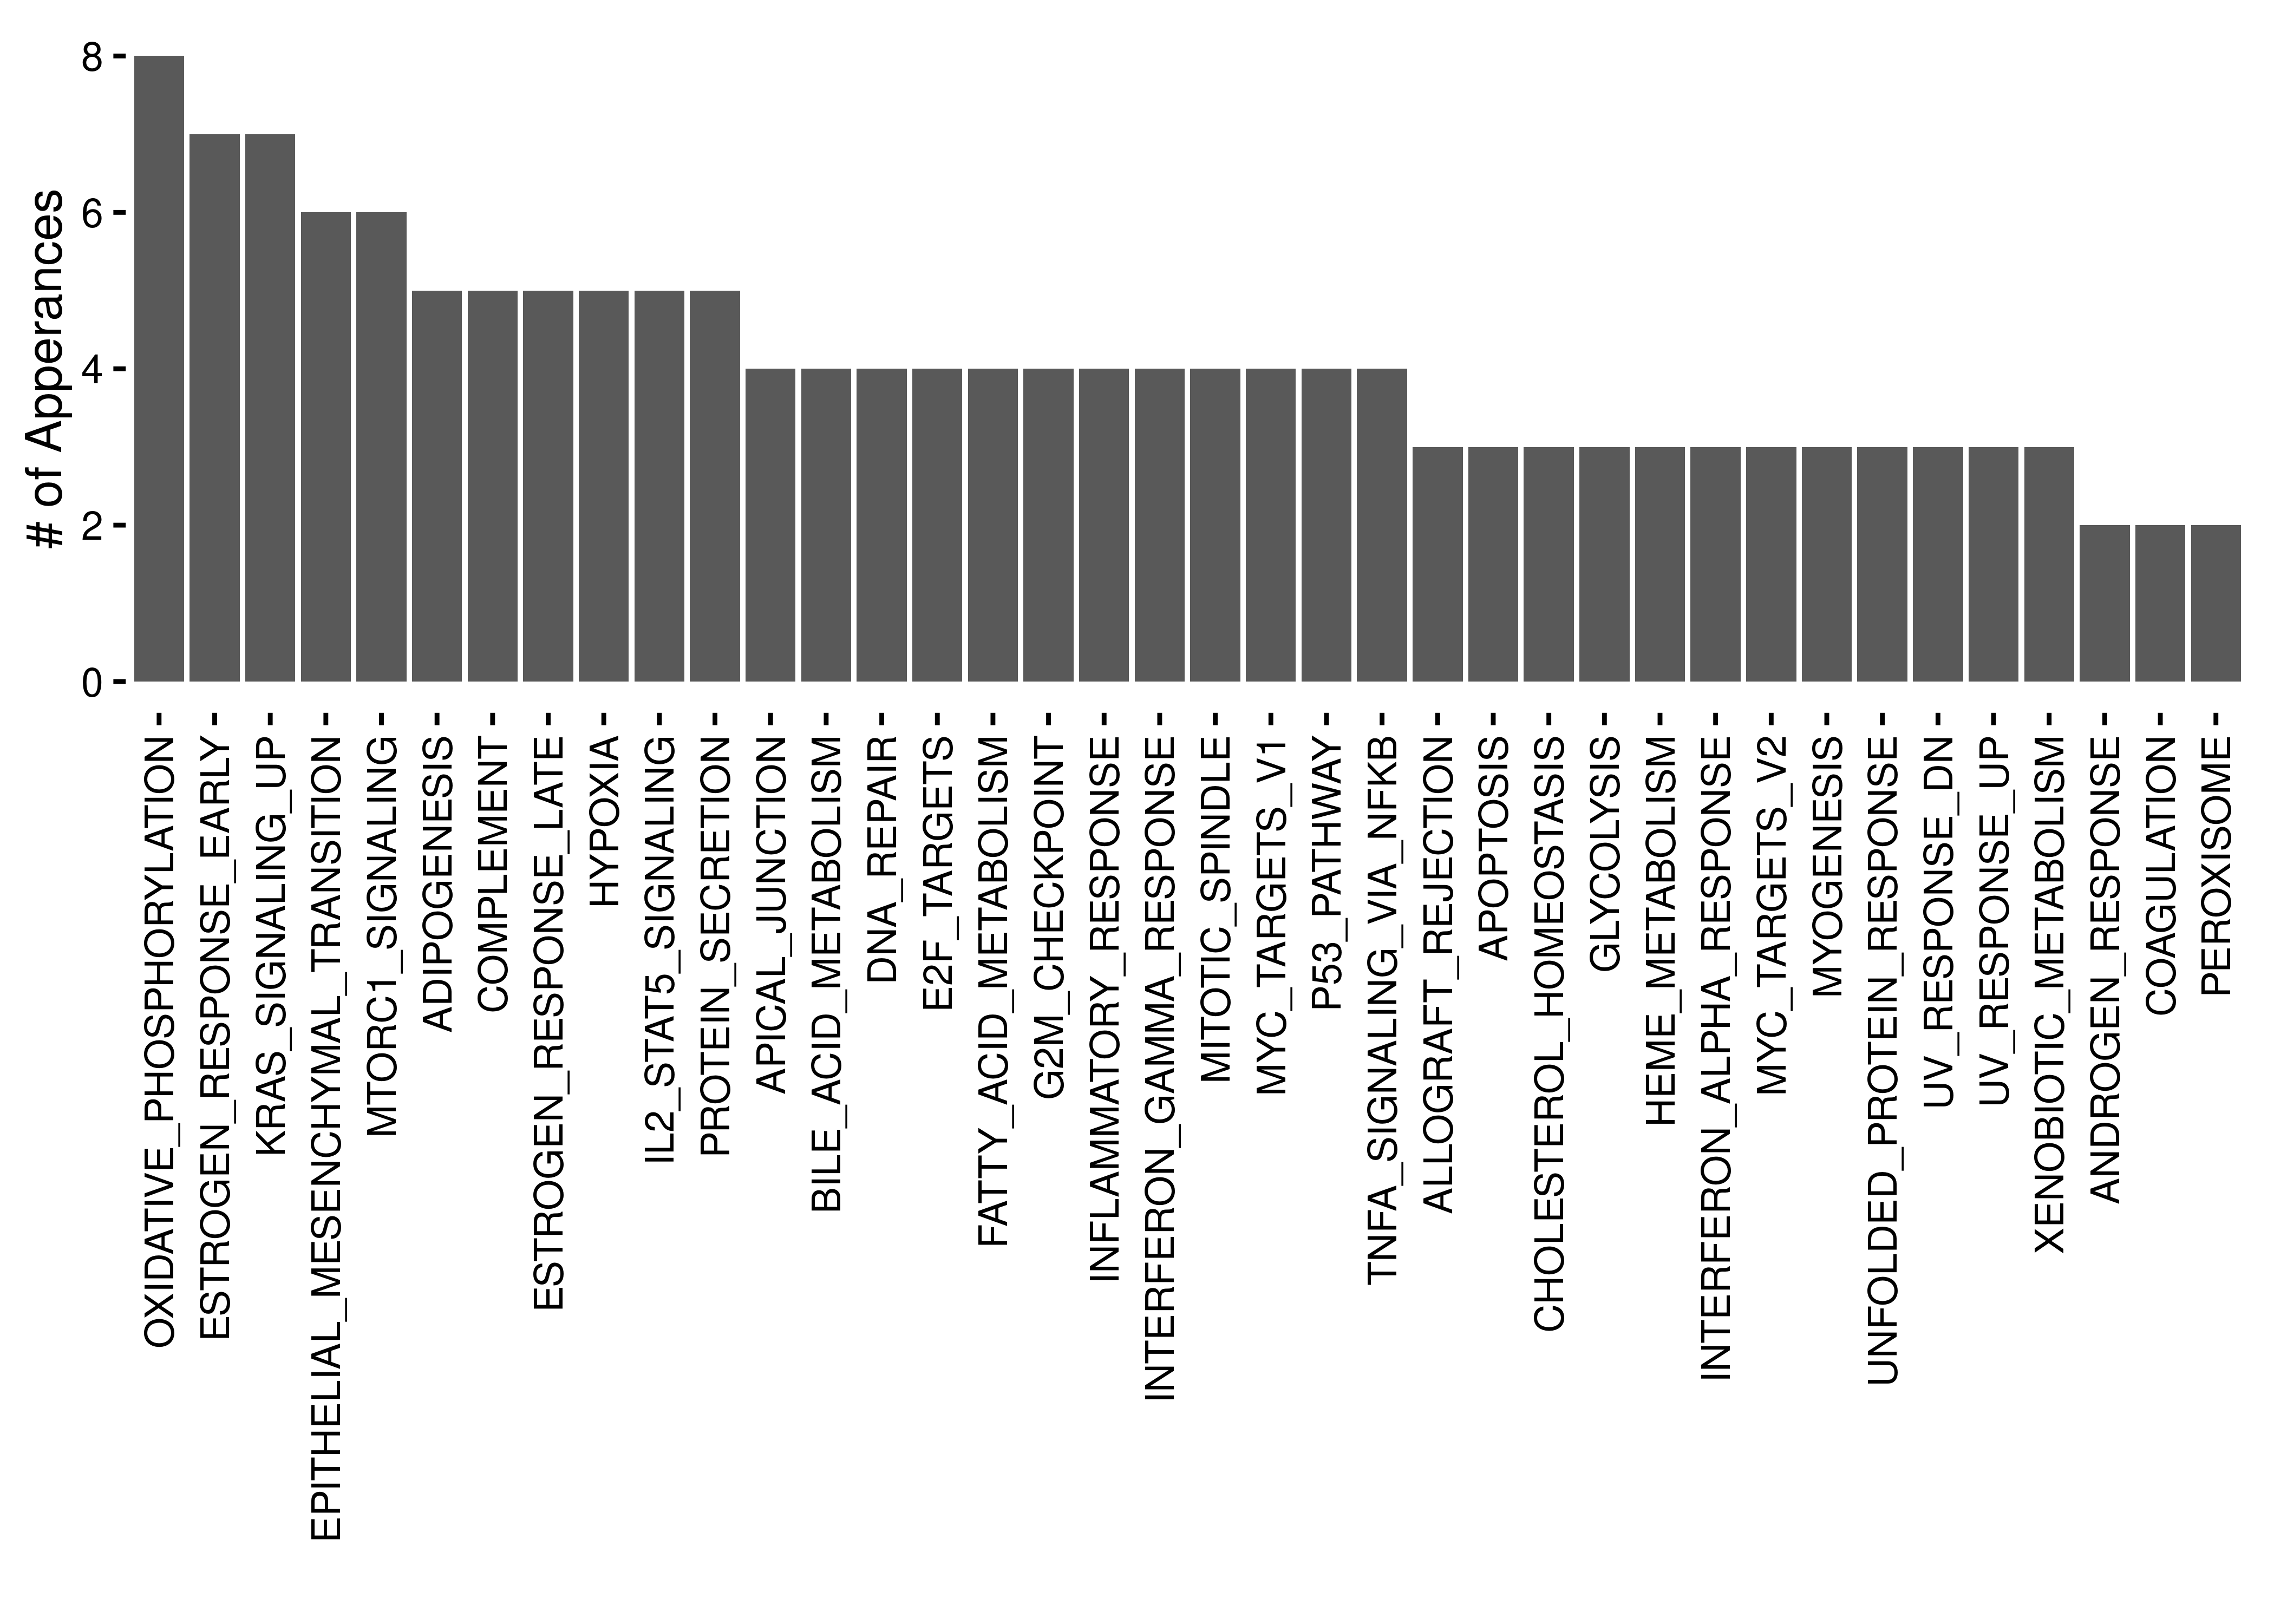 # of Apperances
8
6
4
2
0
OXIDATIVE_PHOSPHORYLATION
ESTROGEN_RESPONSE_EARLY
KRAS_SIGNALING_UP
EPITHELIAL_MESENCHYMAL_TRANSITION
MTORC1_SIGNALING
ADIPOGENESIS
COMPLEMENT
ESTROGEN_RESPONSE_LATE
HYPOXIA
IL2_STAT5_SIGNALING
PROTEIN_SECRETION
APICAL_JUNCTION
BILE_ACID_METABOLISM
DNA_REPAIR
E2F_TARGETS
FATTY_ACID_METABOLISM
G2M_CHECKPOINT
INFLAMMATORY_RESPONSE
INTERFERON_GAMMA_RESPONSE
MITOTIC_SPINDLE
MYC_TARGETS_V1
P53_PATHWAY
TNFA_SIGNALING_VIA_NFKB
ALLOGRAFT_REJECTION
APOPTOSIS
CHOLESTEROL_HOMEOSTASIS
GLYCOLYSIS
HEME_METABOLISM
INTERFERON_ALPHA_RESPONSE
MYC_TARGETS_V2
MYOGENESIS
UNFOLDED_PROTEIN_RESPONSE
UV_RESPONSE_DN
UV_RESPONSE_UP
XENOBIOTIC_METABOLISM
ANDROGEN_RESPONSE
COAGULATION
PEROXISOME